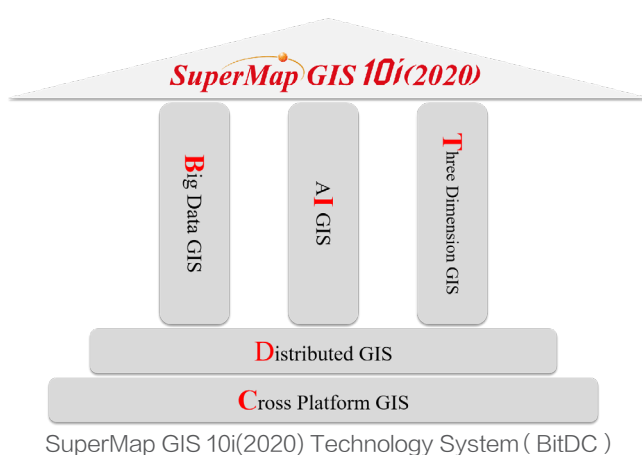 SuperMap GIS 10i(2020)
Big Data GIS
AI GIS
Three Dimension GIS
Distributed GIS
Cross Platform GIS
SuperMap GIS 10i(2020) Technology System ( BitDC )